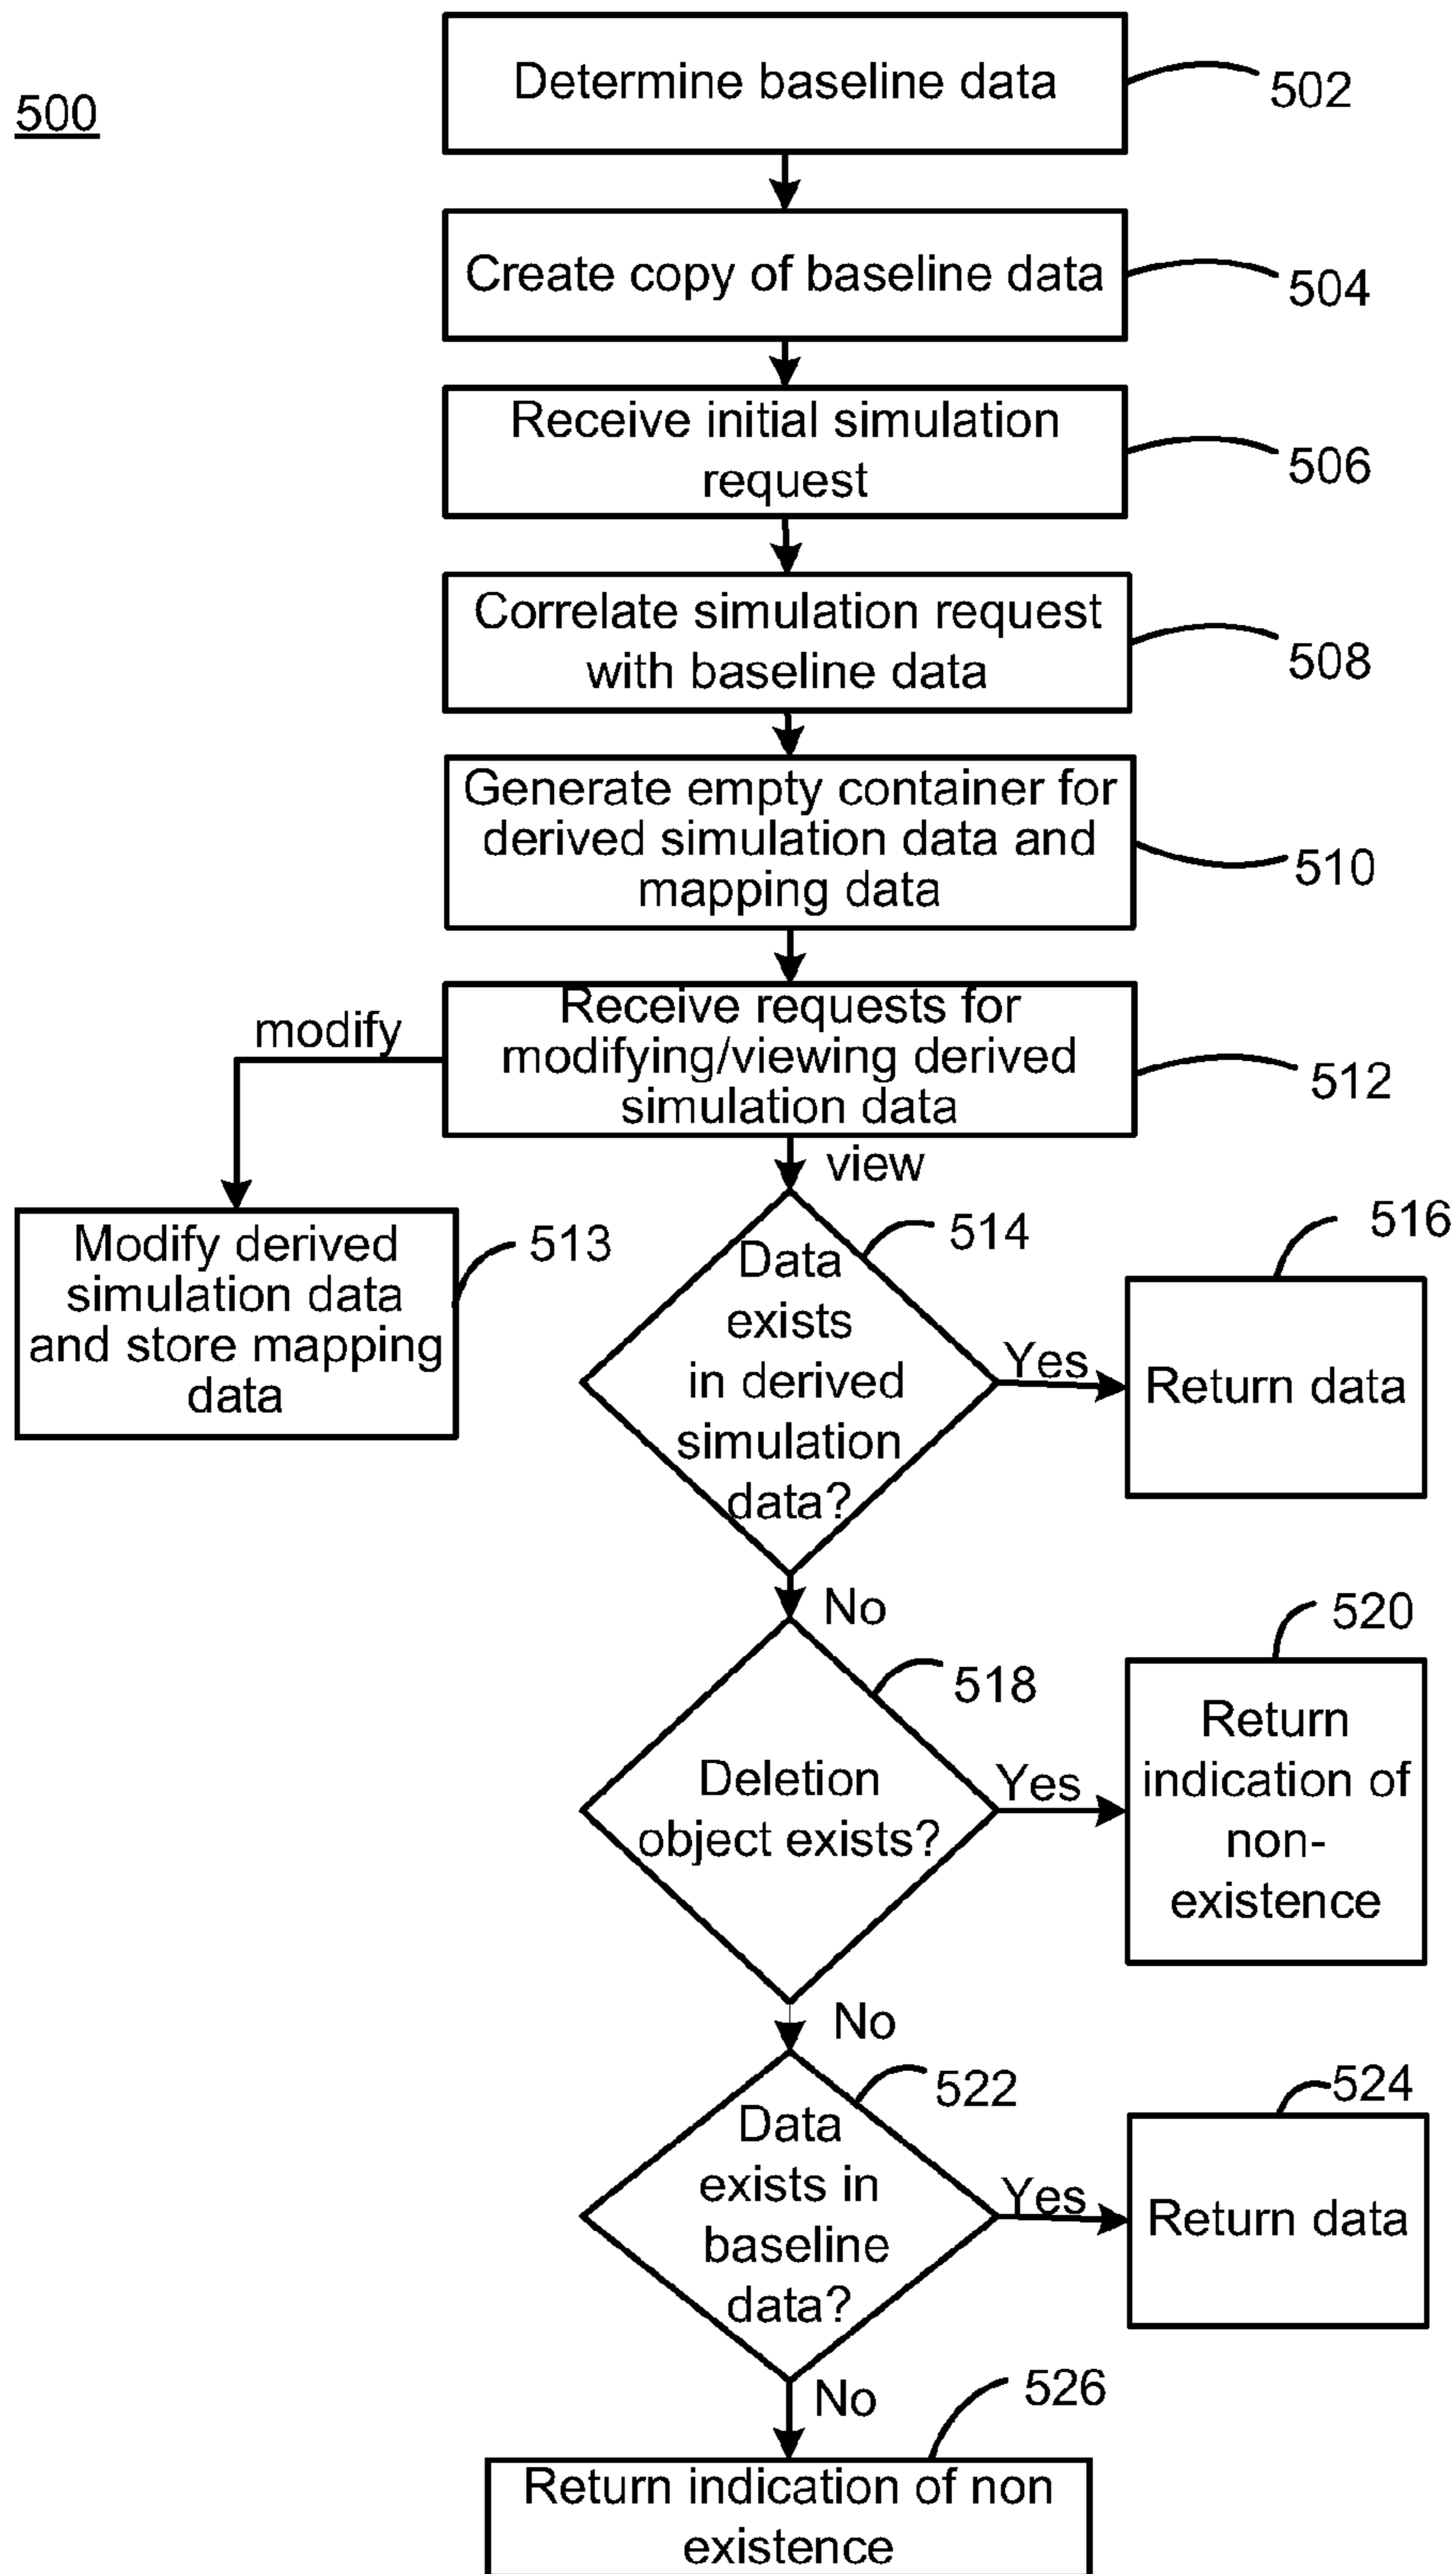 500
Determine baseline data
502
Create copy of baseline data
504
Receive initial simulation
request
506
Correlate simulation request
with baseline data
508
Generate empty container for
derived simulation data and
mapping data
510
Receive requests for
modifying/viewing derived
simulation data
512
modify
view
Modify derived
simulation data
and store mapping
data
513
Data
exists
in derived
simulation
data?
514
Yes
Return data
516
No
Deletion
object exists?
518
Yes
Return
indication of
non-
existence
520
No
Data
exists in
baseline
data?
522
Yes
Return data
524
No
Return indication of non
existence
526